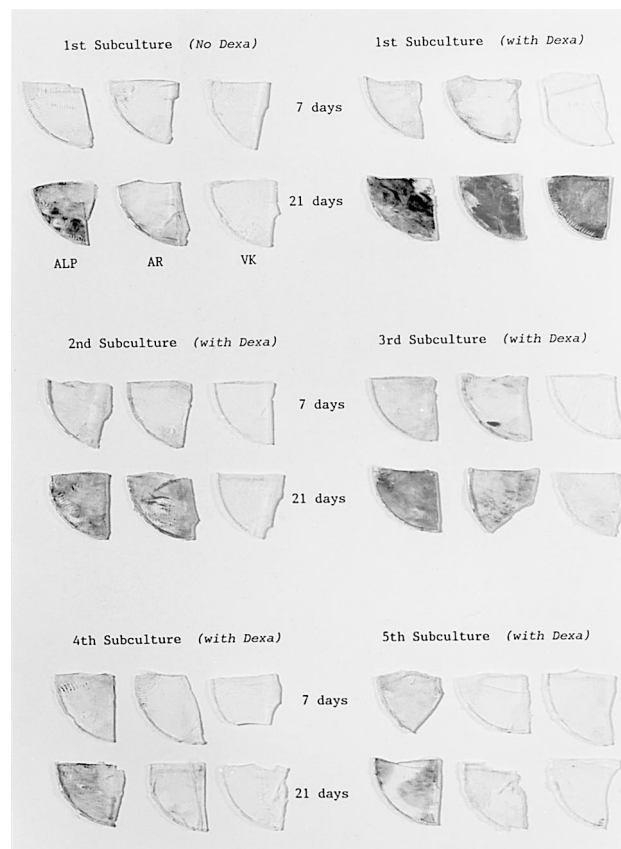 1st Subculture (No Dexa)
1st Subculture (with Dexa)
7 days
21 days
ALP
AR
VK
2nd Subculture (with Dexa)
3rd Subculture (with Dexa)
7 days
21 days
4th Subculture (with Dexa)
5th Subculture (with Dexa)
7 days
21 days